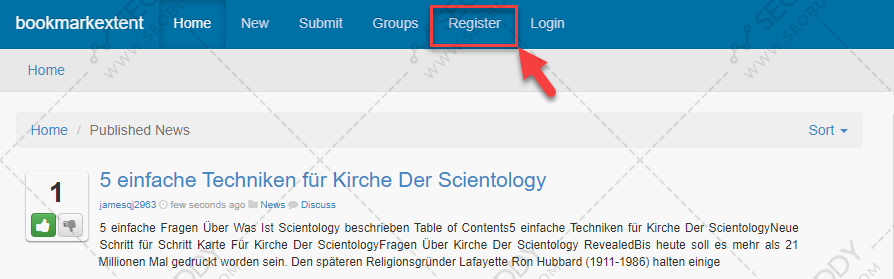 bookmarkextent Home New Submit Groups Register Login
Home
Home / Published News Sort
1
5 einfache Techniken für Kirche Der Scientology
jamesqj2963 few seconds ago News Discuss
5 einfache Fragen Über Was Ist Scientology beschrieben Table of Contents5 einfache Techniken für Kirche Der ScientologyNeue
Schritt für Schritt Karte Für Kirche Der ScientologyFragen Über Kirche Der Scientology RevealedBis heute soll es mehr als 21
Millionen Mal gedruckt worden sein. Den späteren Religionsgründer Lafayette Ron Hubbard (1911-1986) halten einige